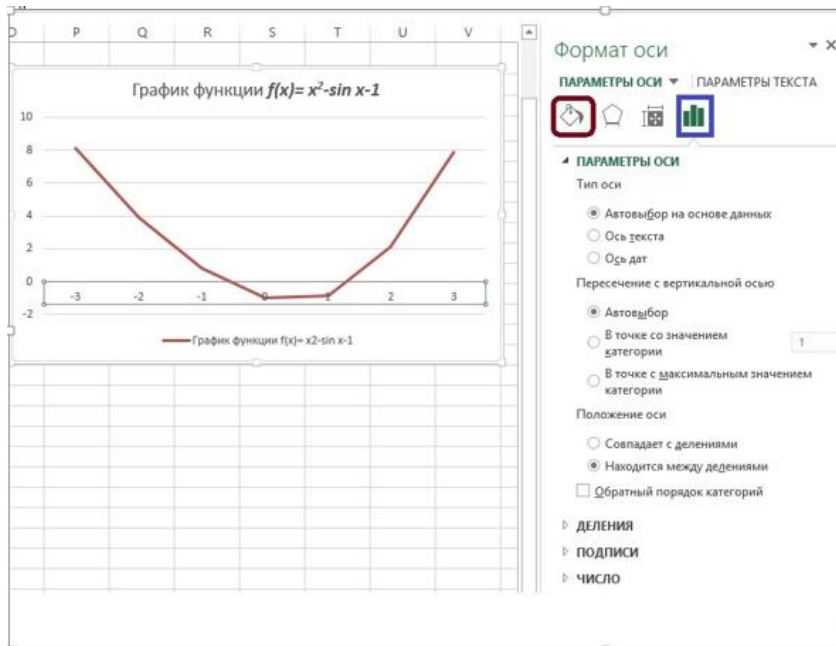 P Q R S T U V
График функции f(x)= x²-sin x-1
10
8
6
4
2
0
-2
-3 -2 -1 0 1 2 3
График функции f(x)= x2-sin x-1
Формат оси
ПАРАМЕТРЫ ОСИ ПАРАМЕТРЫ ТЕКСТА
ПАРАМЕТРЫ ОСИ
Тип оси
Автовыбор на основе данных
Ось текста
Ось дат
Пересечение с вертикальной осью
Автовыбор
В точке со значением
категории
1
В точке с максимальным значением
категории
Положение оси
Совпадает с делениями
Находится между делениями
Обратный порядок категорий
ДЕЛЕНИЯ
ПОДПИСИ
ЧИСЛО